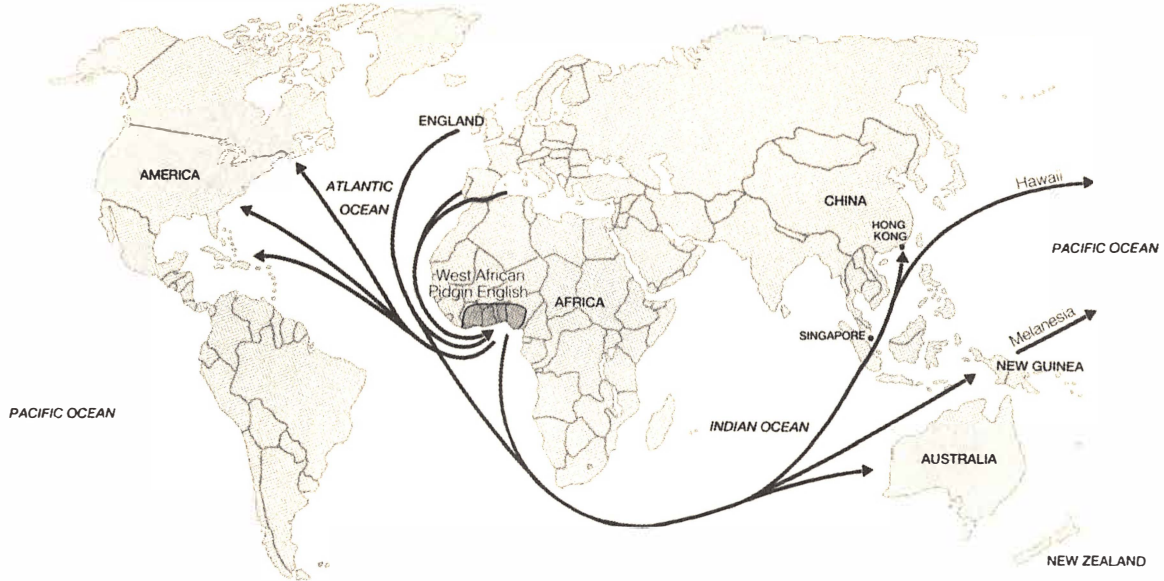 ENGLAND
AMERICA
ATLANTIC
OCEAN
CHINA
Hawaii
HONG
KONG
PACIFIC OCEAN
West African
Pidgin English
AFRICA
SINGAPORE
Melanesia
NEW GUINEA
PACIFIC OCEAN
INDIAN OCEAN
AUSTRALIA
NEW ZEALAND